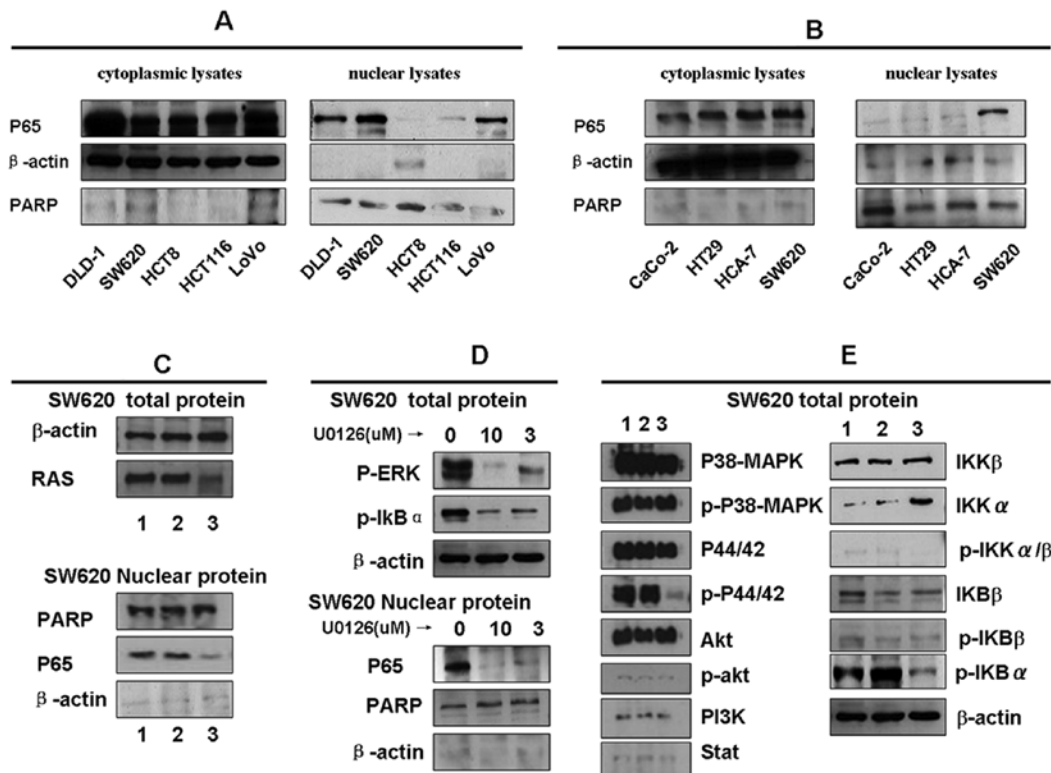 A
cytoplasmic lysates nuclear lysates
P65
β-actin
PARP
DLD-1 SW620 HCT8 HCT116 LoVo DLD-1 SW620 HCT8 HCT116 LoVo
B
cytoplasmic lysates nuclear lysates
P65
β-actin
PARP
CaCo-2 HT29 HCA-7 SW620 CaCo-2 HT29 HCA-7 SW620
C
SW620 total protein
β-actin
RAS
1 2 3
SW620 Nuclear protein
PARP
P65
β-actin
1 2 3
D
SW620 total protein
U0126(uM) → 0 10 3
P-ERK
p-IkB α
β-actin
SW620 Nuclear protein
U0126(uM) → 0 10 3
P65
PARP
β-actin
E
SW620 total protein
1 2 3
P38-MAPK
p-P38-MAPK
P44/42
p-P44/42
Akt
p-akt
PI3K
Stat
1 2 3
IKKβ
IKK α
p-IKK α/β
IKBβ
p-IKBβ
p-IKB α
β-actin